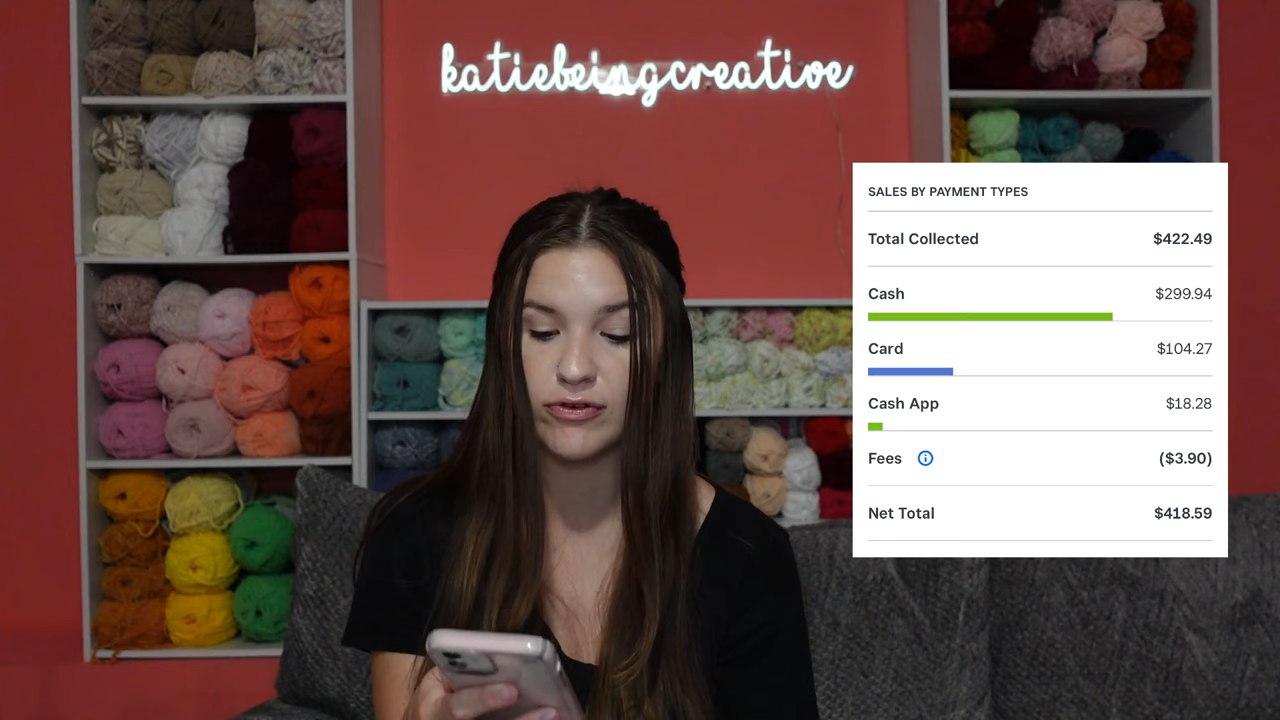 katiebeingcreative
SALES BY PAYMENT TYPES
Total Collected $422.49
Cash $299.94
Card $104.27
Cash App $18.28
Fees ($3.90)
Net Total $418.59